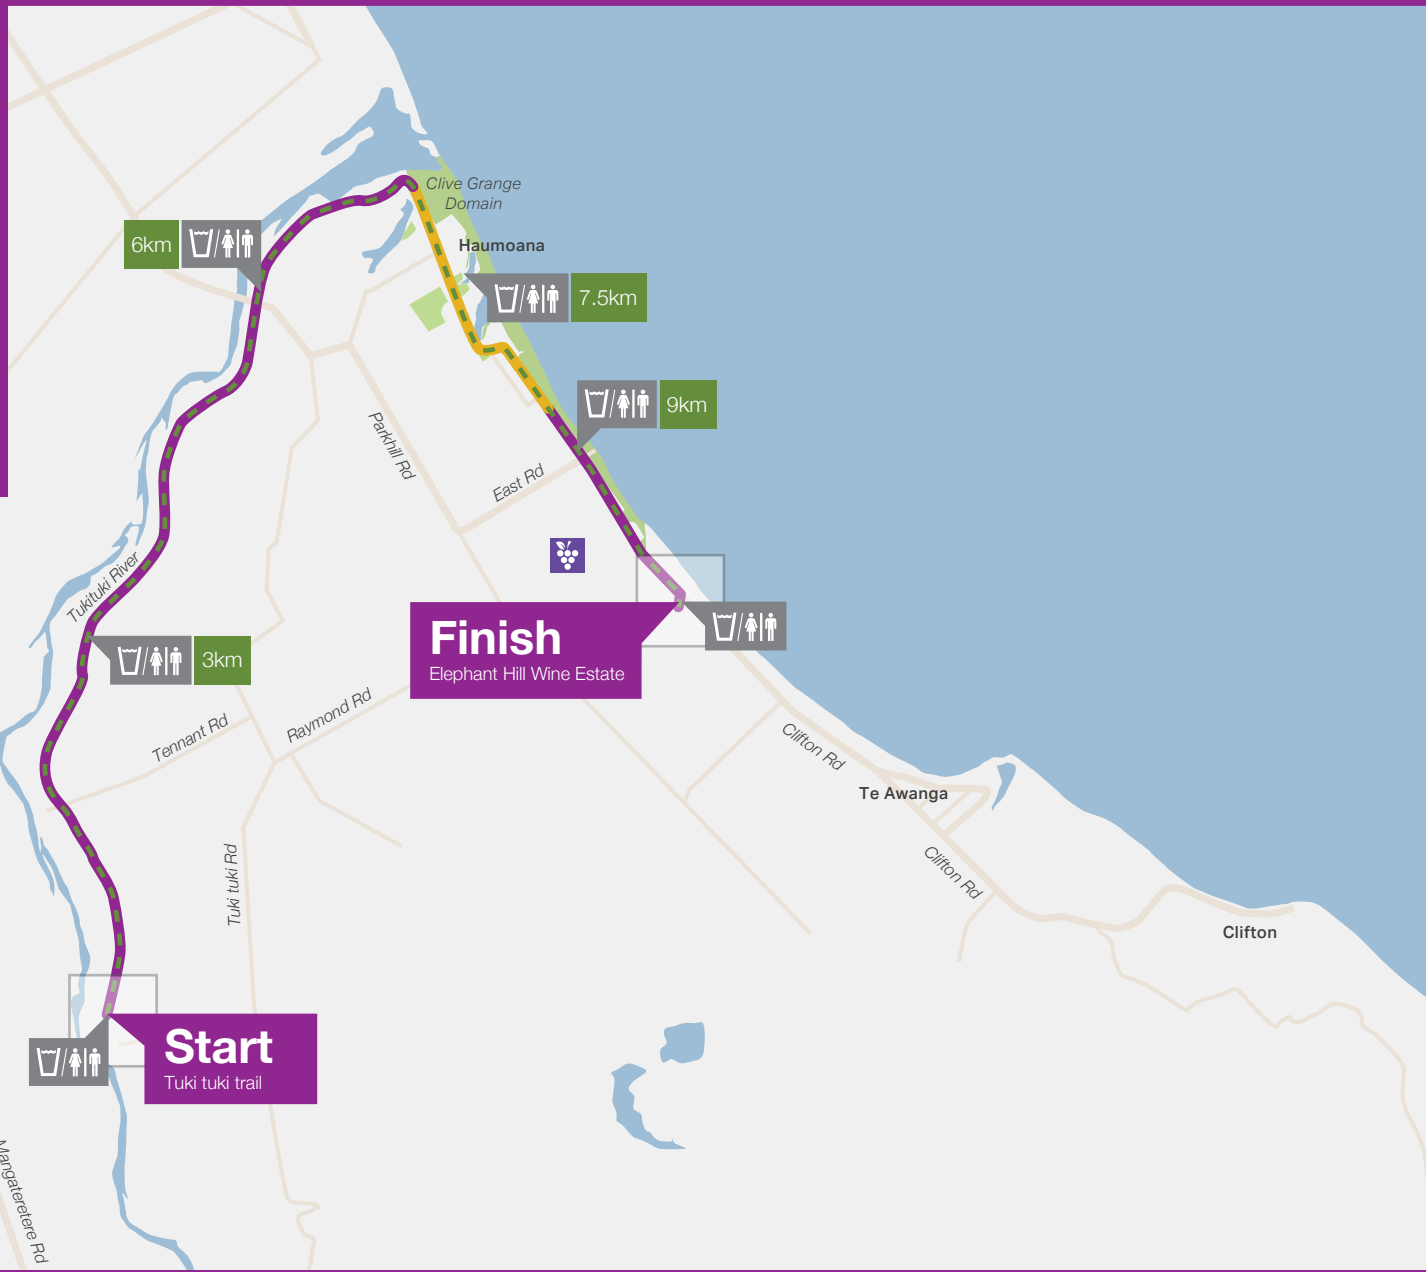 Clive Grange
Domain
6km
Haumoana
7.5km
9km
Parkhill Rd
East Rd
Tukituki River
Finish
Elephant Hill Wine Estate
3km
Raymond Rd
Tennant Rd
Clifton Rd
Te Awanga
Clifton Rd
Tuki tuki Rd
Clifton
Start
Tuki tuki trail
Mangateretere Rd